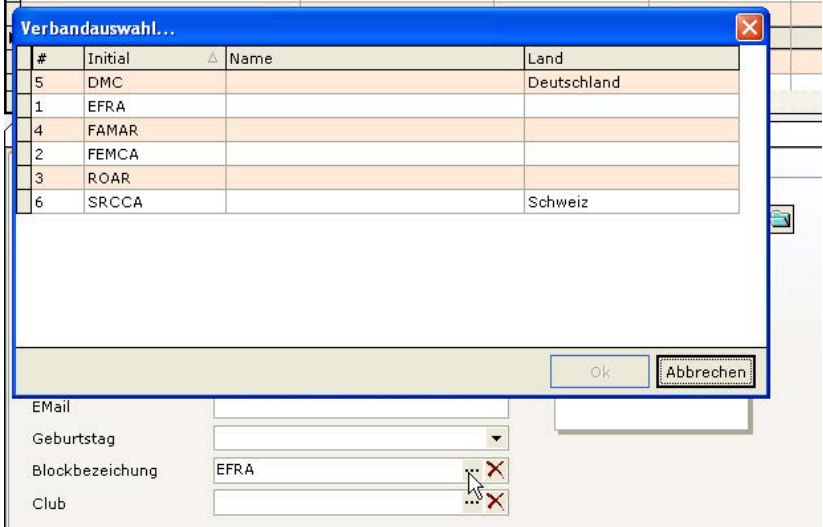 Verbandauswahl...
# Initial Name Land
5 DMC Deutschland
1 EFRA
4 FAMAR
2 FEMCA
3 ROAR
6 SRCCA Schweiz
Ok Abbrechen
EMail
Geburtstag
Blockbezeichung EFRA ...
Club ...